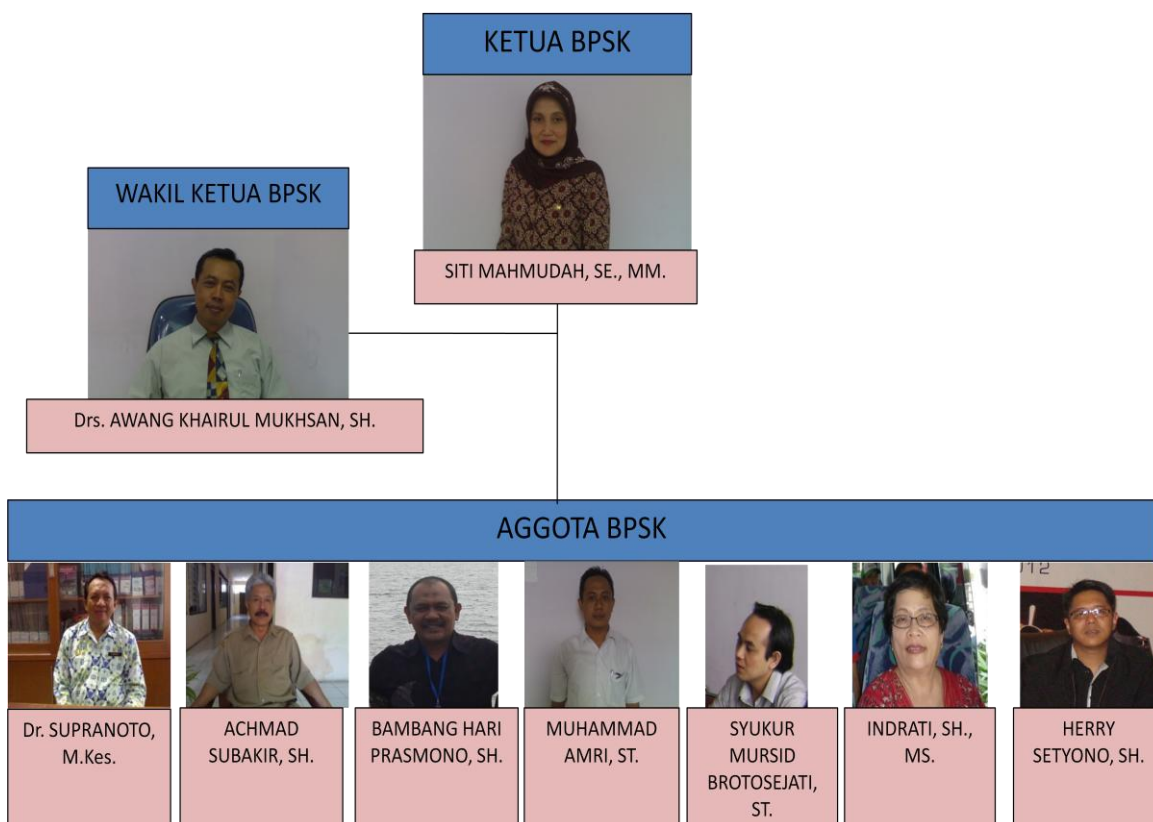 KETUA BPSK
SITI MAHMUDAH, SE., MM.
WAKIL KETUA BPSK
Drs. AWANG KHAIRUL MUKHSAN, SH.
AGGOTA BPSK
Dr. SUPRANOTO,
M.Kes.
ACHMAD
SUBAKIR, SH.
BAMBANG HARI
PRASMONO, SH.
MUHAMMAD
AMRI, ST.
SYUKUR
MURSID
BROTOSEJATI,
ST.
INDRATI, SH.,
MS.
012
HERRY
SETYONO, SH.